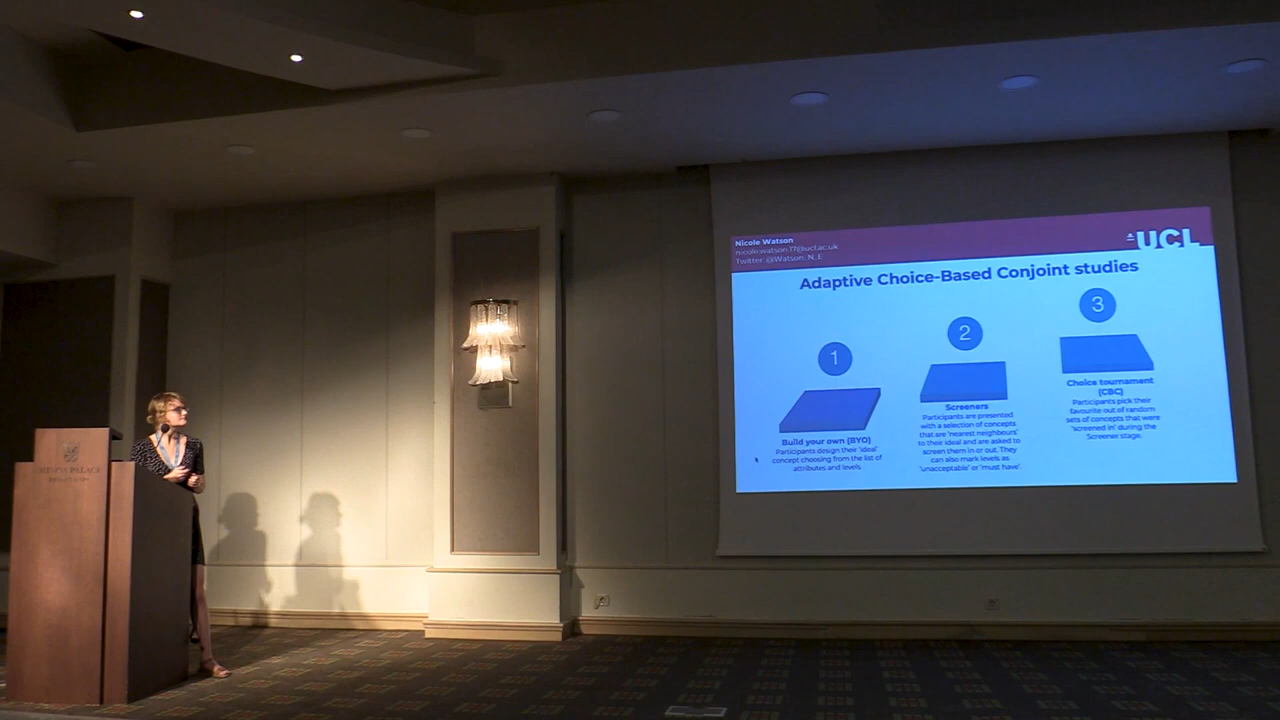 Nicole Watson
nicole.watson.17@ucl.ac.uk
Twitter: @Watson_N_E
UCL
Adaptive Choice-Based Conjoint studies
1
Build your own (BYO)
Participants design their 'ideal'
concept choosing from the list of
attributes and levels.
2
Screeners
Participants are presented
with a selection of concepts
that are 'nearest neighbours'
to their ideal and are asked to
screen them in or out. They
can also mark levels as
'unacceptable' or 'must have'.
3
Choice tournament
(CBC)
Participants pick their
favourite out of random
sets of concepts that were
'screened in' during the
Screener stage.
PALACE